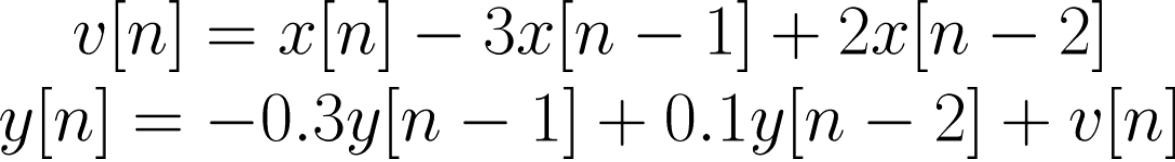 v[n] = x[n] − 3x[n − 1] + 2x[n − 2]
y[n] = −0.3y[n − 1] + 0.1y[n − 2] + v[n]